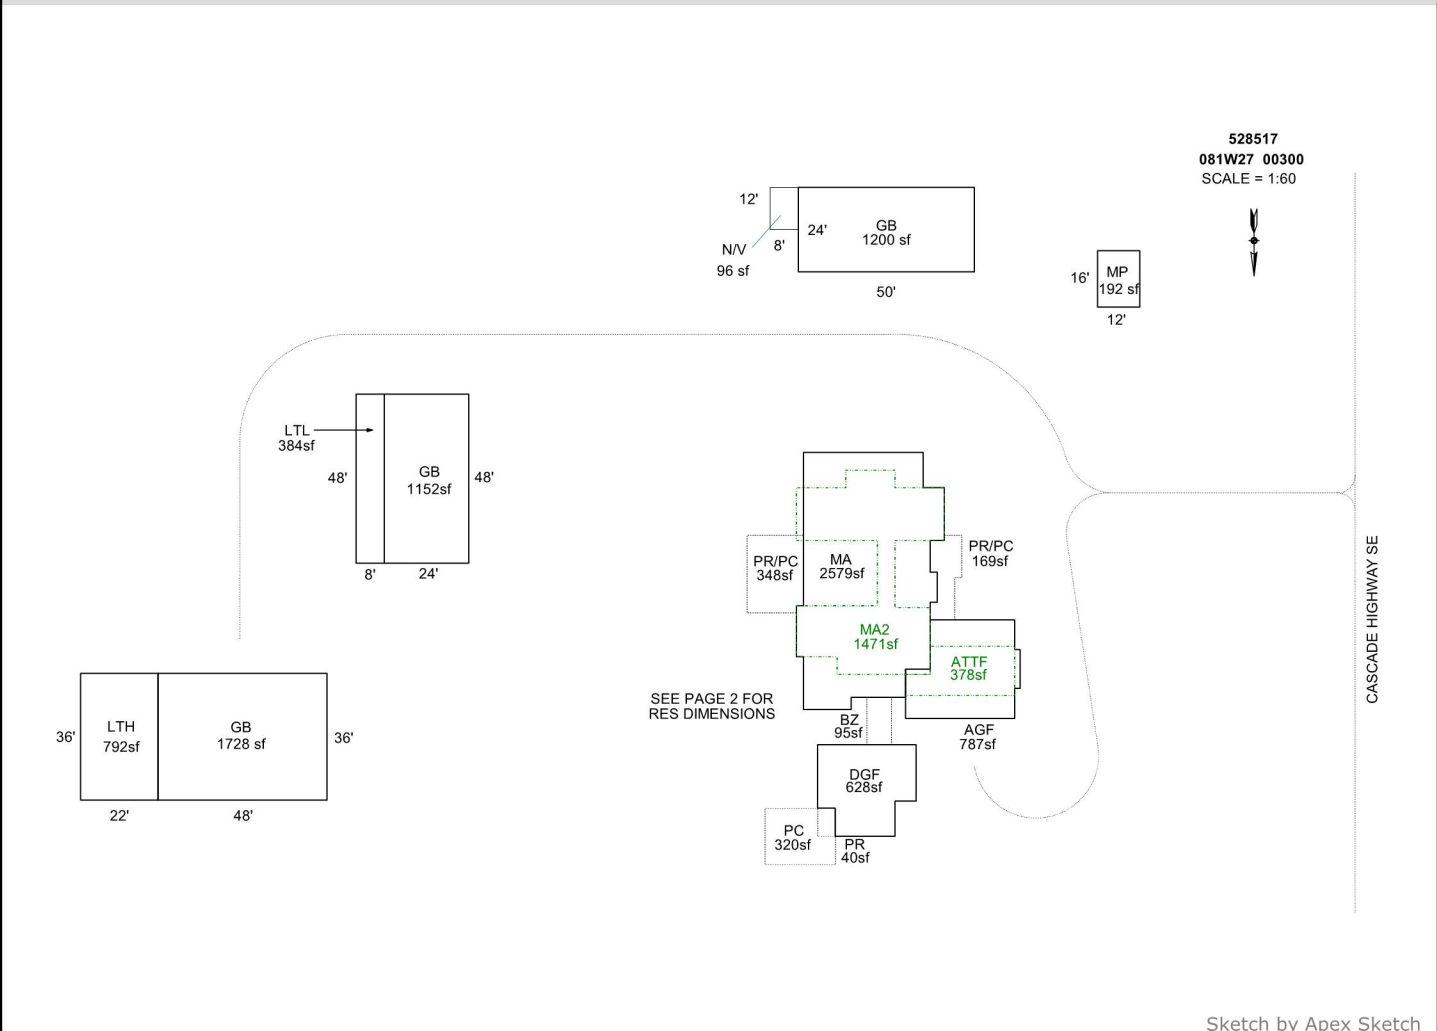 528517
081W27 00300
SCALE = 1:60
12'
24'
GB
1200 sf
8'
N/V
96 sf
50'
16'
MP
192 sf
12'
LTL
384sf
48'
GB
1152sf
48'
8'
24'
PR/PC
348sf
MA
2579sf
PR/PC
169sf
MA2
1471sf
ATTF
378sf
SEE PAGE 2 FOR
RES DIMENSIONS
BZ
95sf
AGF
787sf
CASCADE HIGHWAY SE
36'
LTH
792sf
GB
1728 sf
36'
22'
48'
DGF
628sf
PC
320sf
PR
40sf
Sketch by Apex Sketch